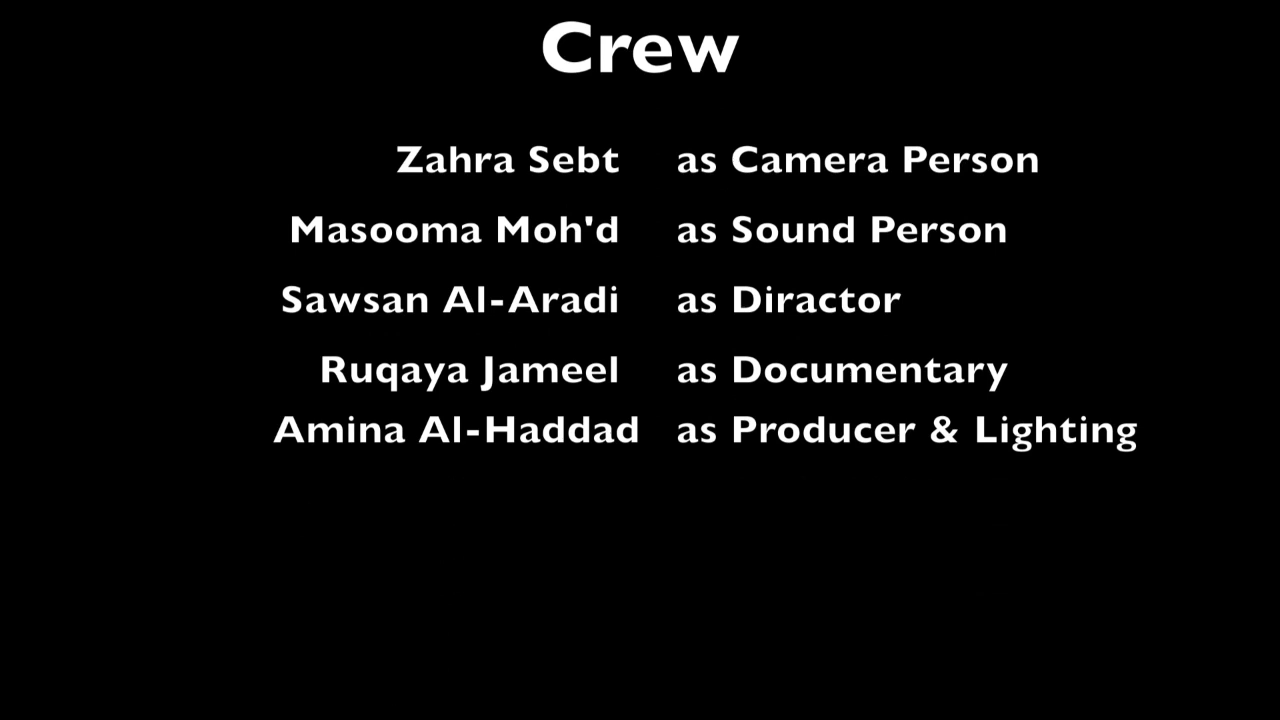 Crew
Zahra Sebt as Camera Person
Masooma Moh'd as Sound Person
Sawsan Al-Aradi as Diractor
Ruqaya Jameel as Documentary
Amina Al-Haddad as Producer & Lighting